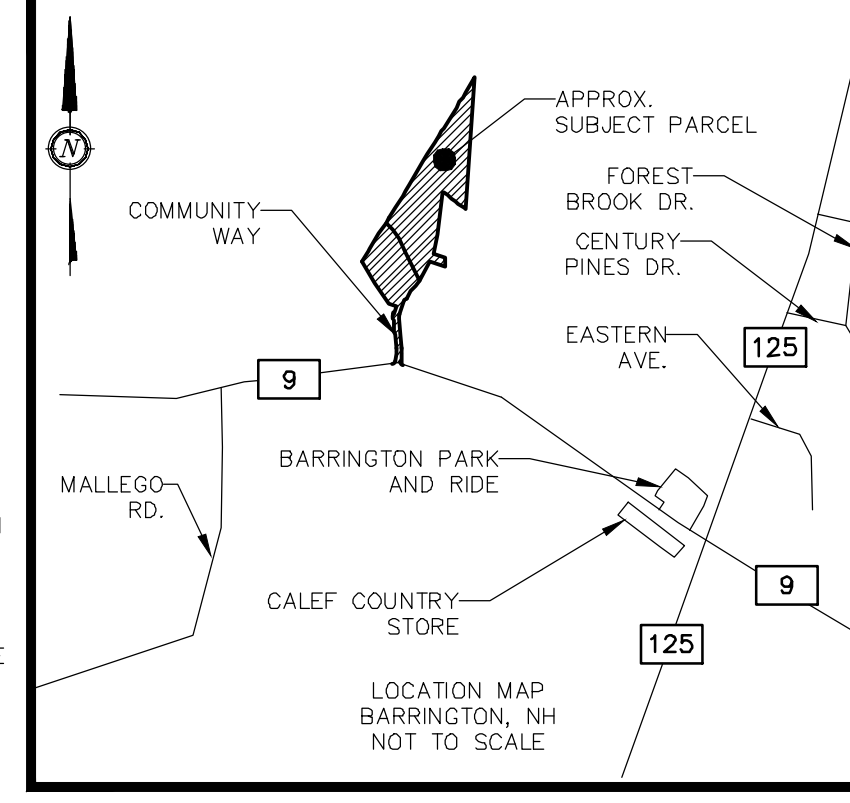 N
APPROX.
SUBJECT PARCEL
FOREST
BROOK DR.
COMMUNITY
WAY
CENTURY
PINES DR.
EASTERN
AVE.
125
9
BARRINGTON PARK
AND RIDE
MALLEGO
RD.
9
CALEF COUNTRY
STORE
125
LOCATION MAP
BARRINGTON, NH
NOT TO SCALE